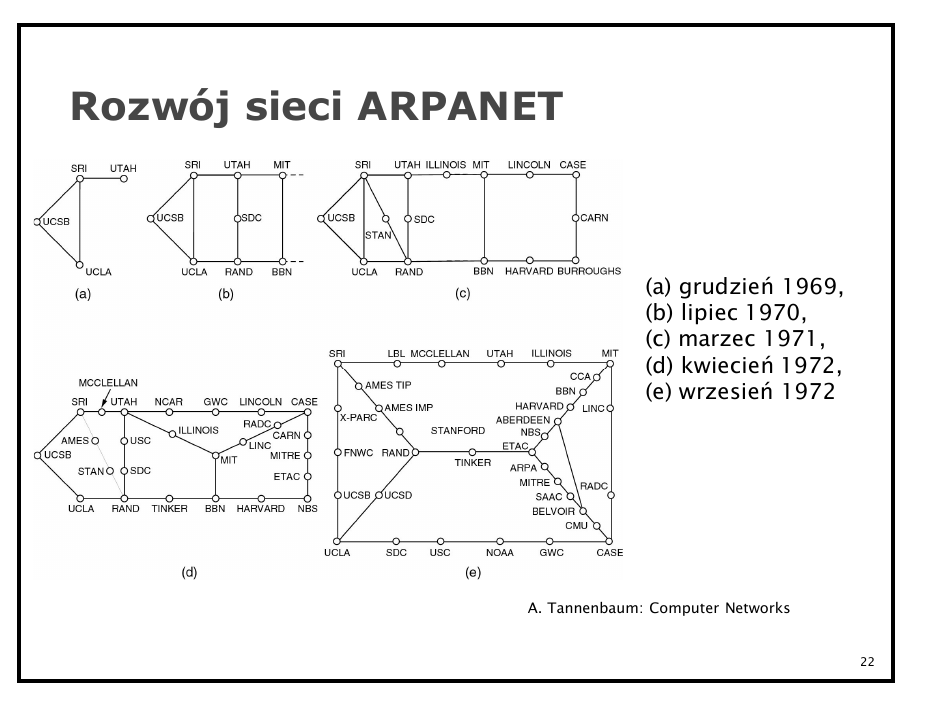 Rozwój sieci ARPANET
SRI UTAH
UCSB
UCLA
(a)
SRI UTAH MIT
UCSB SDC
UCLA RAND BBN
(b)
SRI UTAH ILLINOIS MIT LINCOLN CASE
UCSB SDC CARN
STAN
UCLA RAND BBN HARVARD BURROUGHS
(c)
(a) grudzień 1969,
(b) lipiec 1970,
(c) marzec 1971,
(d) kwiecień 1972,
(e) wrzesień 1972
MCCLELLAN
SRI UTAH NCAR GWC LINCOLN CASE
RADC
ILLINOIS CARN
AMES USC LINC
UCSB MIT MITRE
STAN SDC ETAC
UCLA RAND TINKER BBN HARVARD NBS
(d)
SRI LBL MCCLELLAN UTAH ILLINOIS MIT
CCA
AMES TIP BBN
AMES IMP HARVARD LINC
X-PARC ABERDEEN
STANFORD NBS
FNWC RAND ETAC
TINKER
ARPA
MITRE
UCSB UCSD SAAC RADC
BELVOIR
CMU
UCLA SDC USC NOAA GWC CASE
(e)
A. Tannenbaum: Computer Networks
22